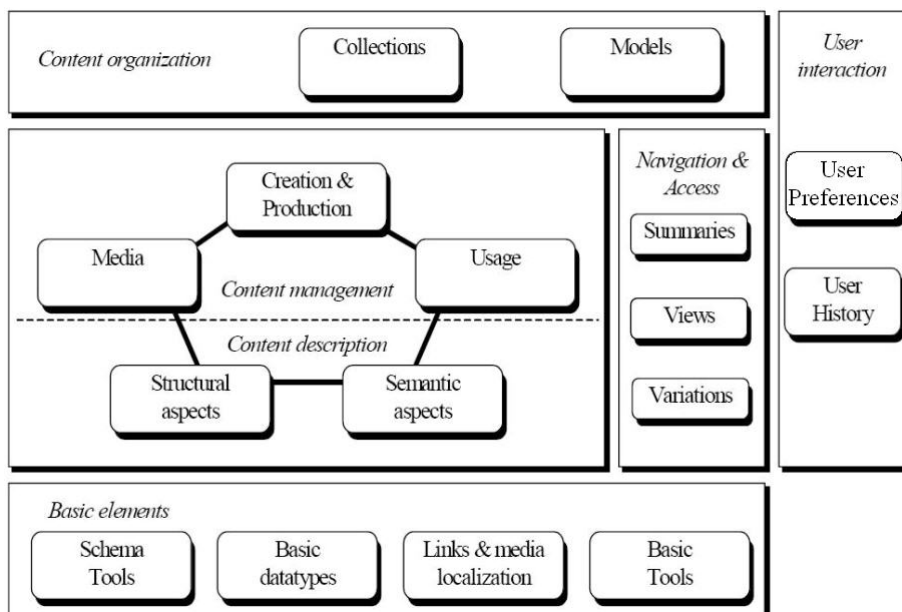 Content organization
Collections
Models
User
interaction
User
Preferences
User
History
Creation &
Production
Media
Usage
Content management
Content description
Structural
aspects
Semantic
aspects
Navigation &
Access
Summaries
Views
Variations
Basic elements
Schema
Tools
Basic
datatypes
Links & media
localization
Basic
Tools